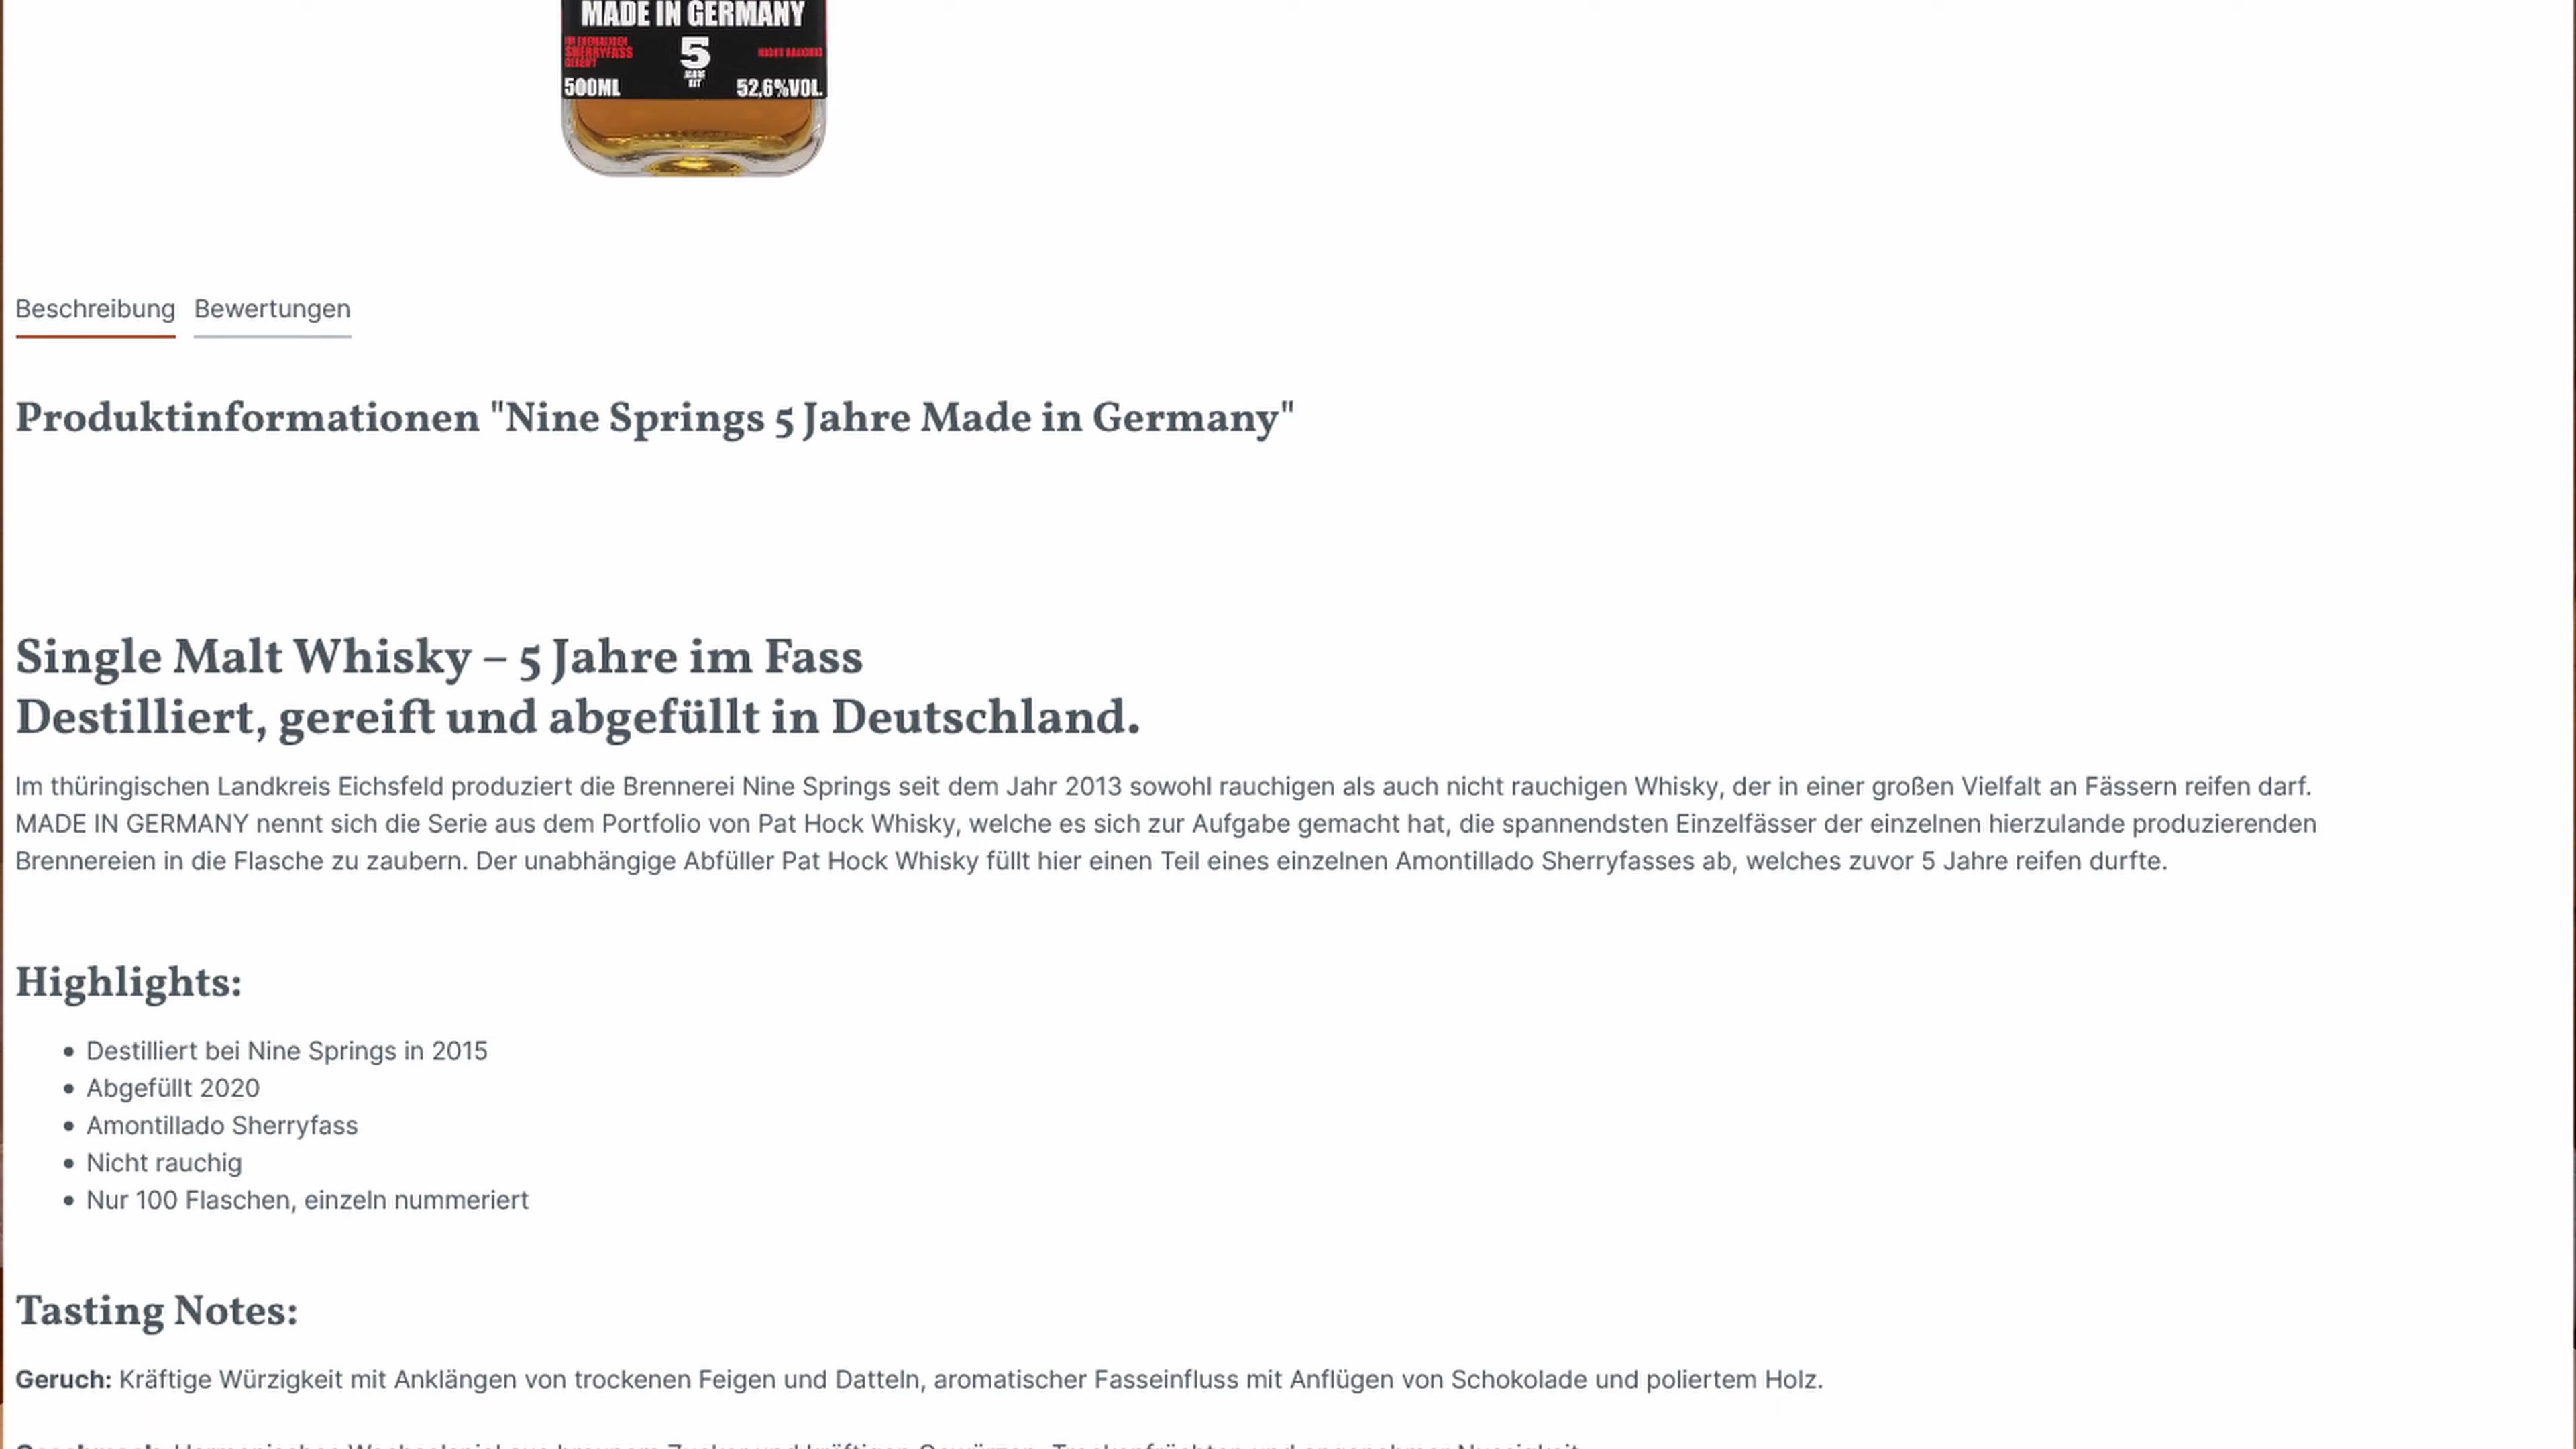 MADE IN GERMANY
IM EHEMALIGEN
SHERRYFASS
GEREIFT
5
JAHRE
ALT
NICHT RAUCHIG
500ML
52,6%VOL.
Beschreibung Bewertungen
Produktinformationen "Nine Springs 5 Jahre Made in Germany"
Single Malt Whisky – 5 Jahre im Fass
Destilliert, gereift und abgefüllt in Deutschland.
Im thüringischen Landkreis Eichsfeld produziert die Brennerei Nine Springs seit dem Jahr 2013 sowohl rauchigen als auch nicht rauchigen Whisky, der in einer großen Vielfalt an Fässern reifen darf.
MADE IN GERMANY nennt sich die Serie aus dem Portfolio von Pat Hock Whisky, welche es sich zur Aufgabe gemacht hat, die spannendsten Einzelfässer der einzelnen hierzulande produzierenden
Brennereien in die Flasche zu zaubern. Der unabhängige Abfüller Pat Hock Whisky füllt hier einen Teil eines einzelnen Amontillado Sherryfasses ab, welches zuvor 5 Jahre reifen durfte.
Highlights:
• Destilliert bei Nine Springs in 2015
• Abgefüllt 2020
• Amontillado Sherryfass
• Nicht rauchig
• Nur 100 Flaschen, einzeln nummeriert
Tasting Notes:
Geruch: Kräftige Würzigkeit mit Anklängen von trockenen Feigen und Datteln, aromatischer Fasseinfluss mit Anflügen von Schokolade und poliertem Holz.